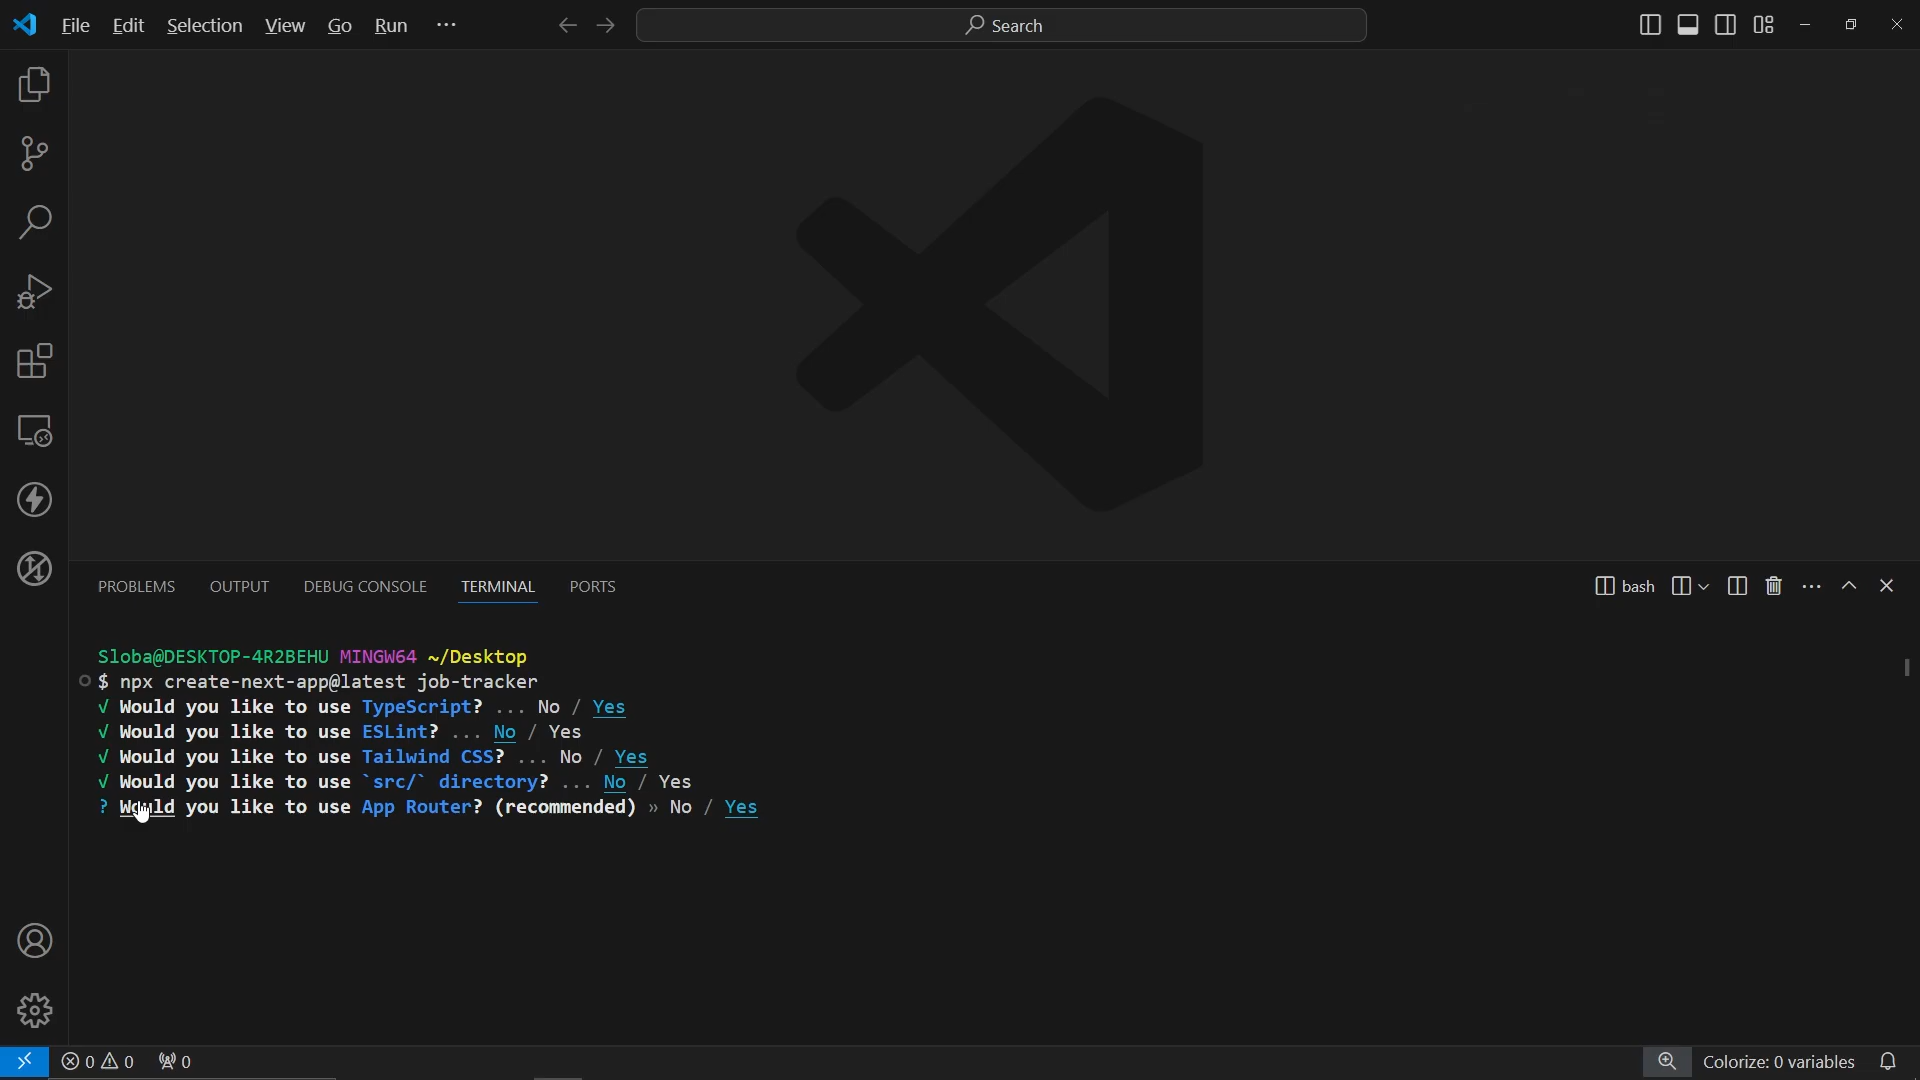 File Edit Selection View Go Run ···
Search
PROBLEMS OUTPUT DEBUG CONSOLE TERMINAL PORTS
bash
Sloba@DESKTOP-4R2BEHU MINGW64 ~/Desktop
$ npx create-next-app@latest job-tracker
√ Would you like to use TypeScript? ... No / Yes
√ Would you like to use ESLint? ... No / Yes
√ Would you like to use Tailwind CSS? ... No / Yes
√ Would you like to use `src/` directory? ... No / Yes
? Would you like to use App Router? (recommended) » No / Yes
0 0 0
Colorize: 0 variables